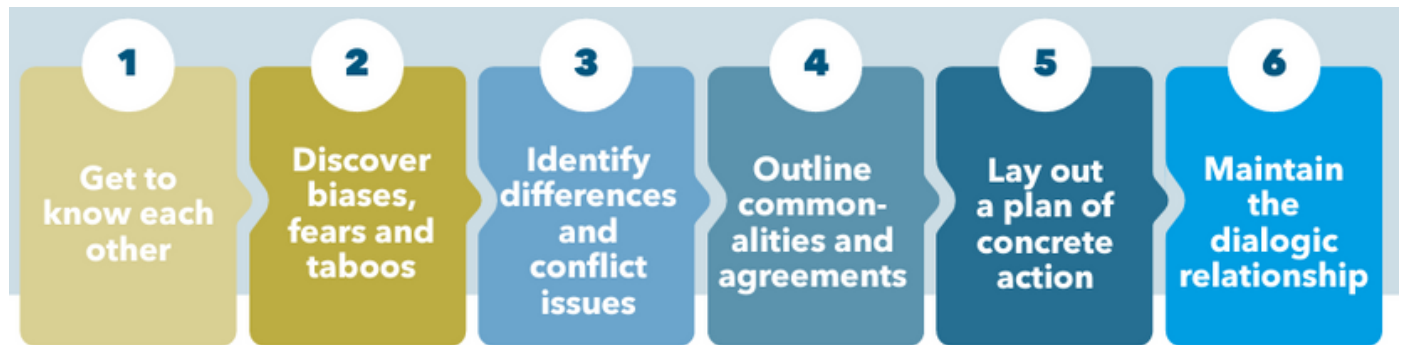 1
Get to
know each
other
2
Discover
biases,
fears and
taboos
3
Identify
differences
and
conflict
issues
4
Outline
common-
alities and
agreements
5
Lay out
a plan of
concrete
action
6
Maintain
the
dialogic
relationship